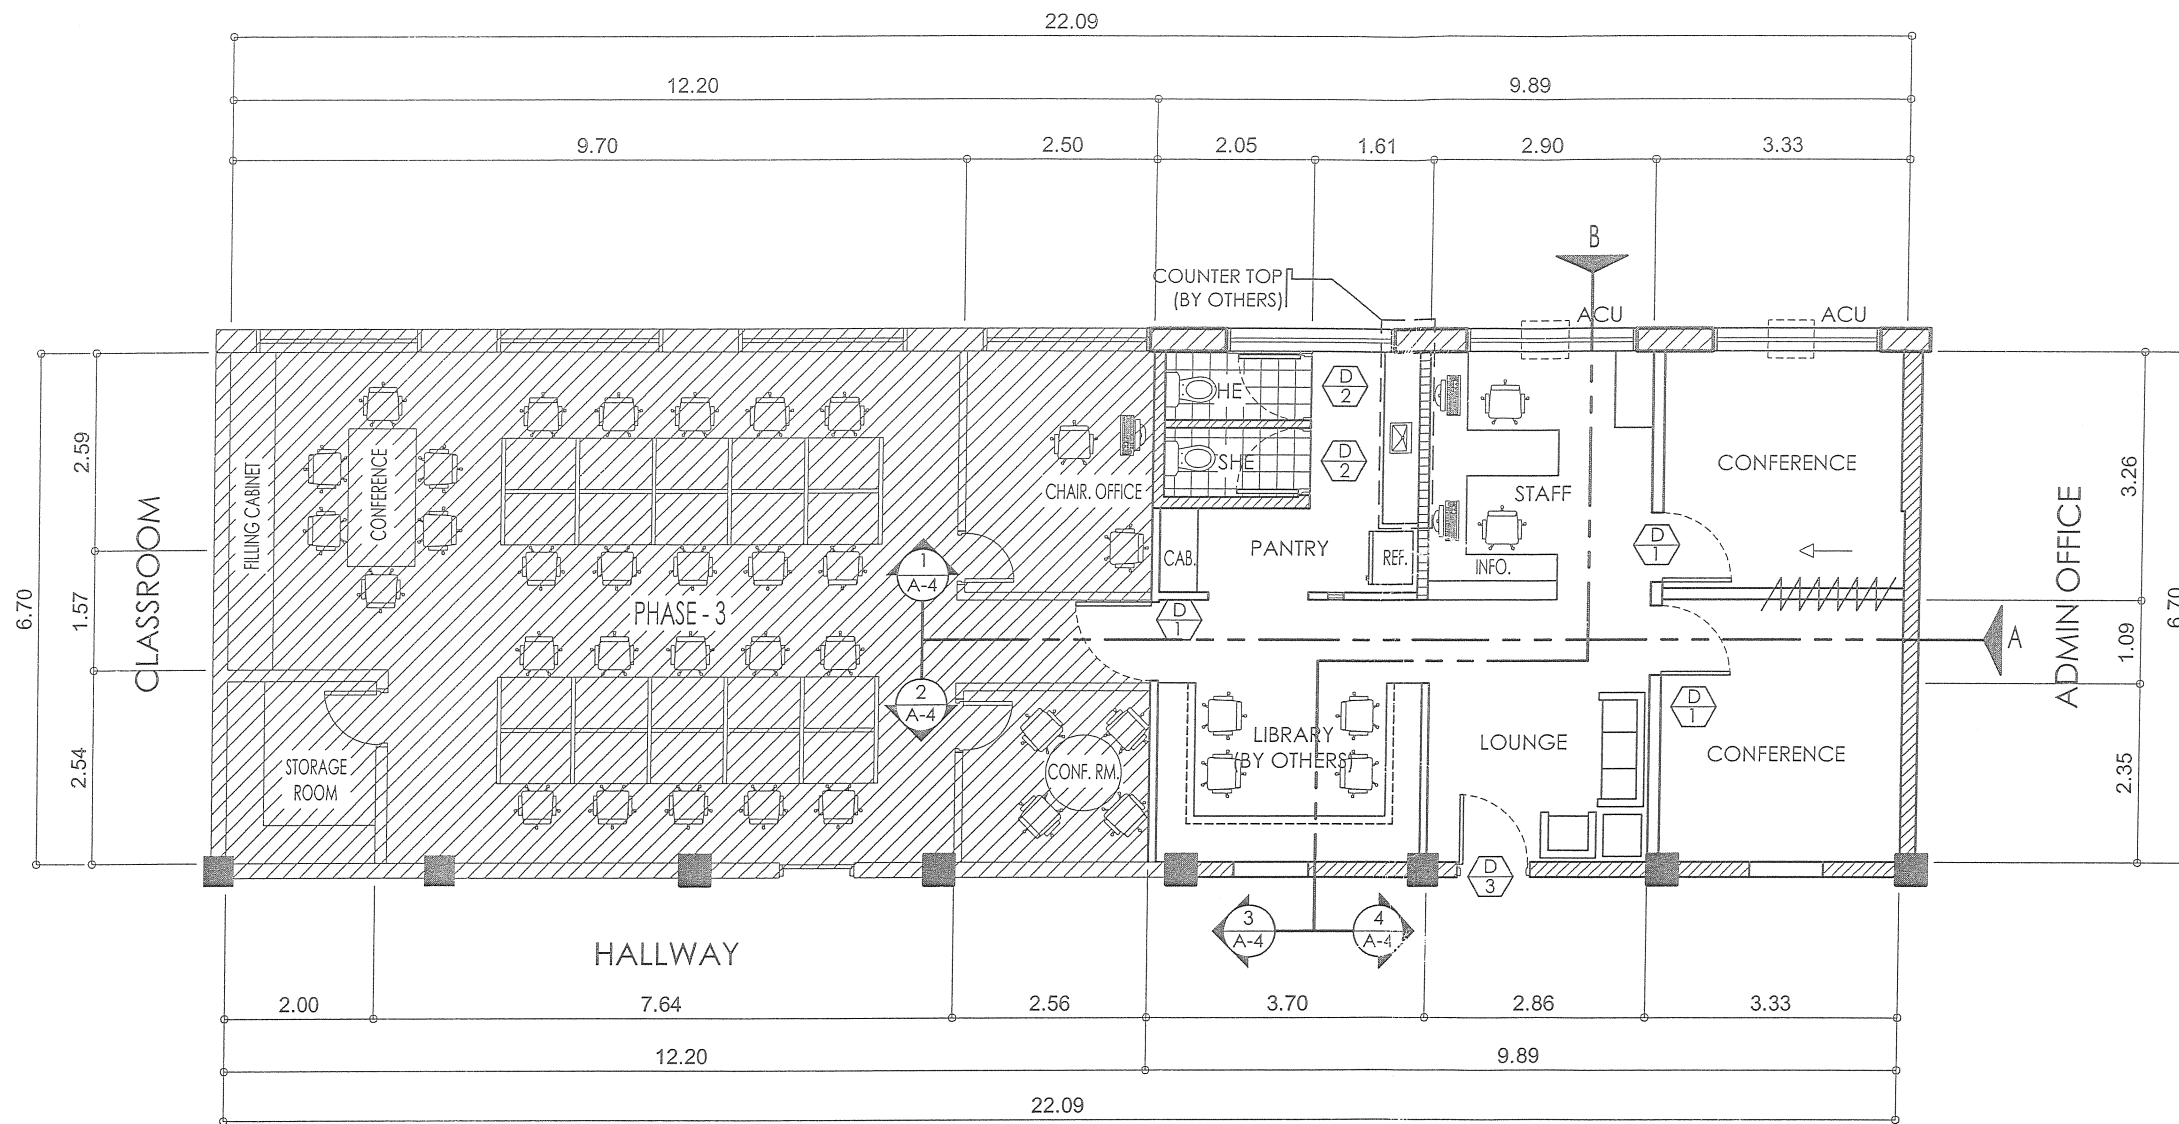 22.09
12.20
9.89
9.70
2.50
2.05
1.61
2.90
3.33
B
COUNTER TOP
(BY OTHERS)
ACU
ACU
6.70
2.59
1.57
2.54
CLASSROOM
FILLING CABINET
CONFERENCE
PHASE - 3
STORAGE
ROOM
CHAIR. OFFICE
CONF. RM.
1
A-4
2
A-4
HE
SHE
D
2
D
2
CAB.
PANTRY
REF.
STAFF
INFO.
D
1
D
1
CONFERENCE
A
LIBRARY
(BY OTHERS)
LOUNGE
D
1
CONFERENCE
D
3
3
A-4
4
A-4
ADMIN OFFICE
3.26
1.09
2.35
6.70
HALLWAY
2.00
7.64
2.56
3.70
2.86
3.33
12.20
9.89
22.09